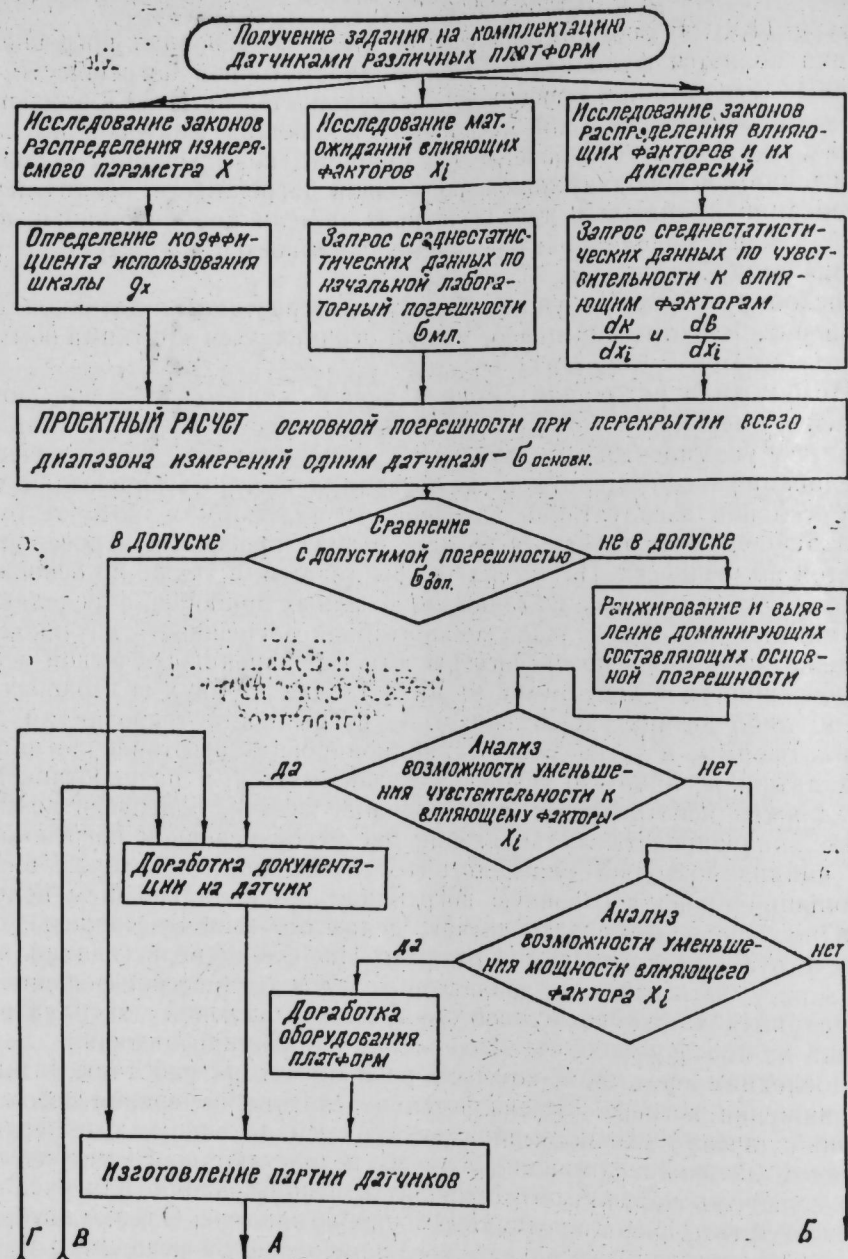 Получение задания на комплектацию
датчиками различных платформ
Исследование законов
распределения измеря-
емого параметра X
Исследование мат.
ожиданий влияющих
факторов Xi
Исследование законов
распределения влияю-
щих факторов и их
дисперсий
Определение коэффи-
циента использования
шкалы gx
Запрос среднестатис-
тических данных по
начальной лабора-
торный погрешности
Ϭмл.
Запрос среднестатисти-
ческих данных по чувст-
вительности к влия-
ющим факторам
dK/dxi и dв/dxi
ПРОЕКТНЫЙ РАСЧЕТ основной погрешности при перекрытии всего
диапазона измерений одним датчикам – Ϭоснвн.
Сравнение
с допустимой погрешностью
Ϭдоп.
В ДОПУСКЕ
НЕ В ДОПУСКЕ
Ранжирование и выяв-
ление доминирующих
составляющих основ-
ной погрешности
Анализ
возможности уменьше-
ния чувствительности к
влияющему факторы
Xi
да
нет
Доработка документа-
ции на датчик
Анализ
возможности уменьше-
ния мощности влияющего
фактора Xi
да
нет
Доработка
оборудования
платформ
Изготовление партии датчиков
Г В А Б